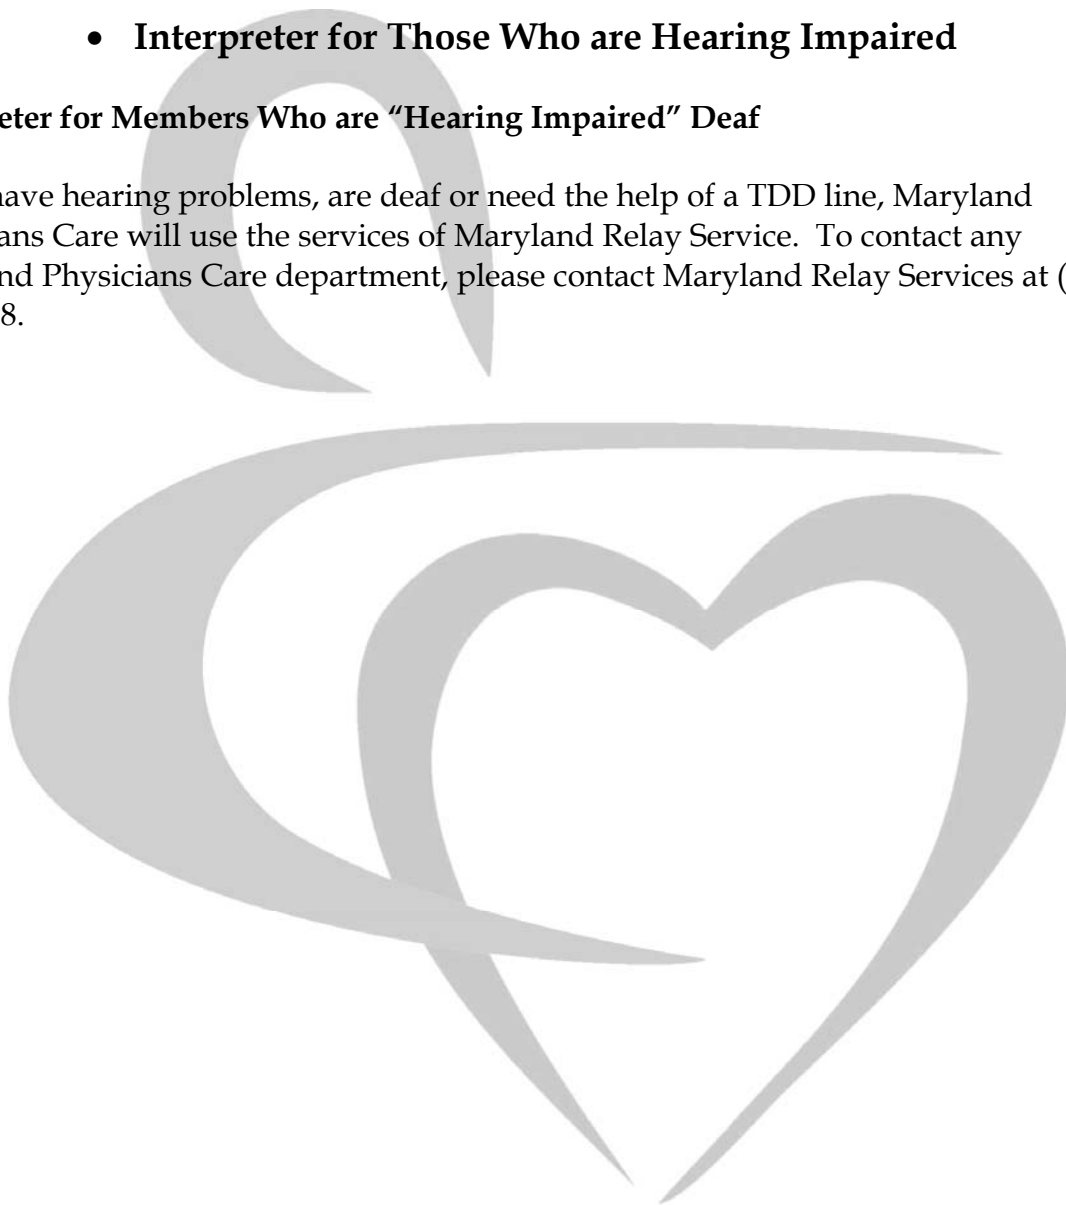 • Interpreter for Those Who are Hearing Impaired
eter for Members Who are “Hearing Impaired” Deaf
have hearing problems, are deaf or need the help of a TDD line, Maryland
ans Care will use the services of Maryland Relay Service.  To contact any
nd Physicians Care department, please contact Maryland Relay Services at (
8.